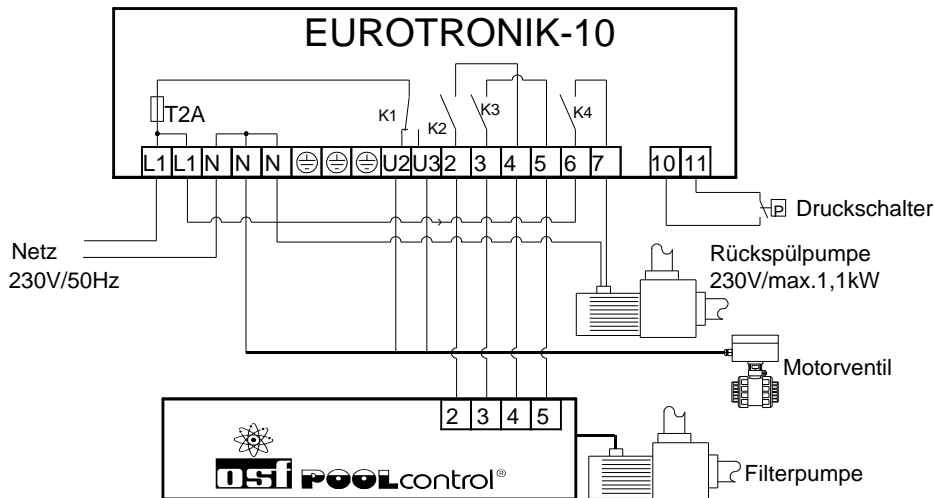 EUROTRONIK-10
T2A
K1
K2
K3
K4
L1 L1 N N N U2 U3 2 3 4 5 6 7 10 11
P Druckschalter
Netz
230V/50Hz
Rückspülpumpe
230V/max.1,1kW
Motorventil
2 3 4 5
osf POOLcontrol®
Filterpumpe